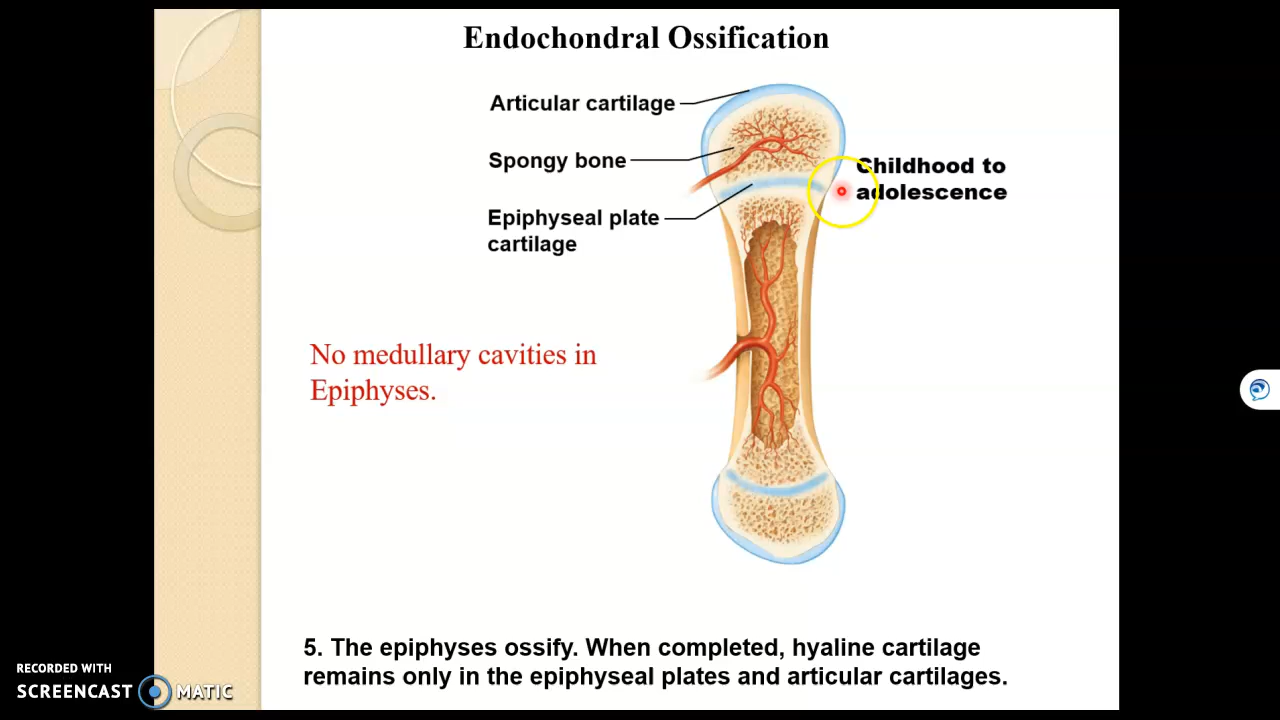 Endochondral Ossification
Articular cartilage
Spongy bone
Childhood to
adolescence
Epiphyseal plate
cartilage
No medullary cavities in
Epiphyses.
5. The epiphyses ossify. When completed, hyaline cartilage
remains only in the epiphyseal plates and articular cartilages.
RECORDED WITH
SCREENCAST MATIC